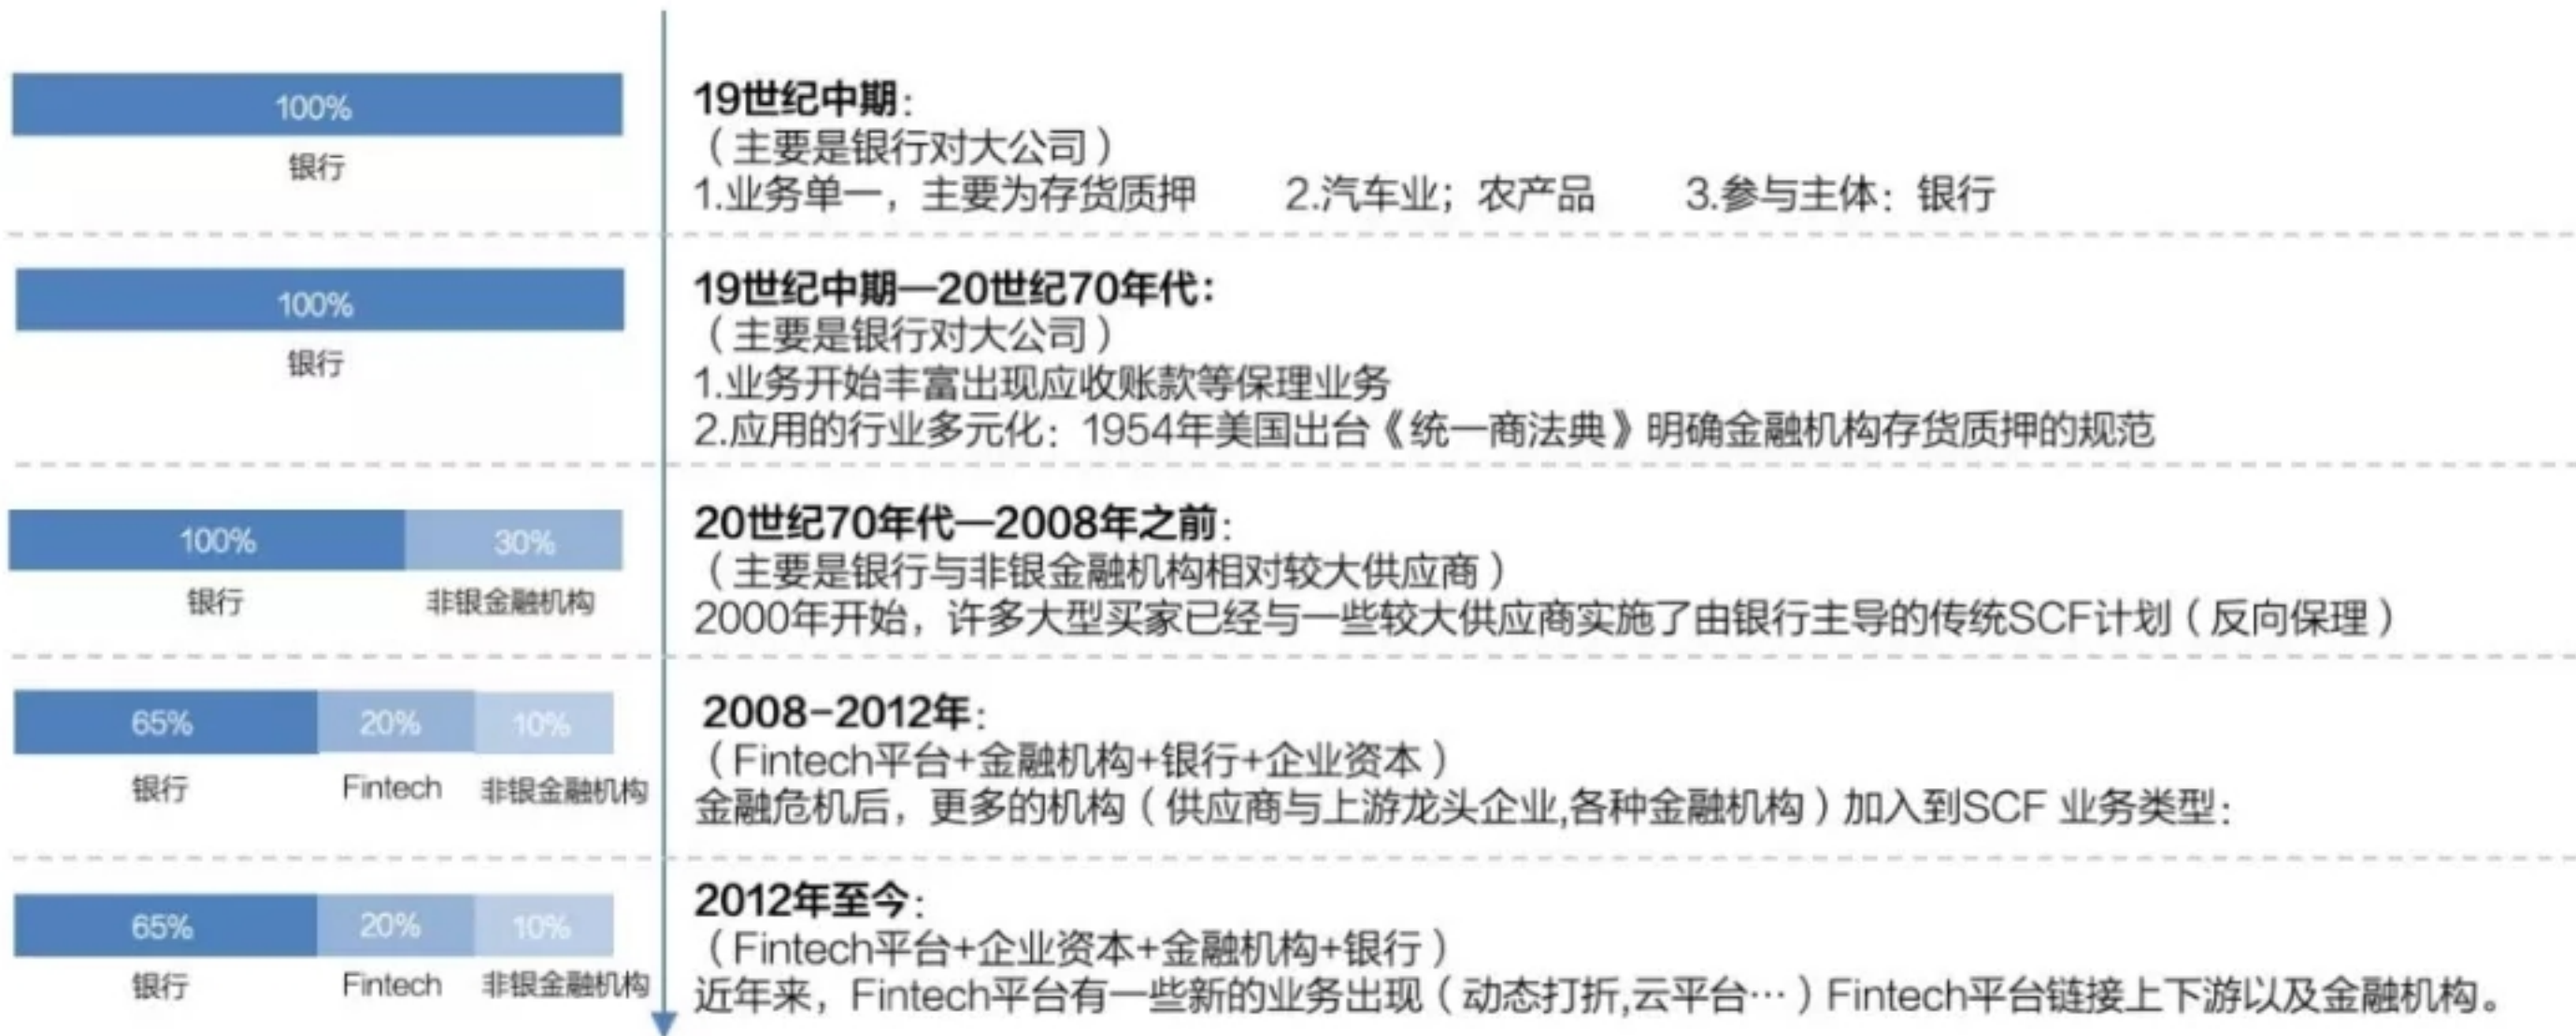 100%
银行
19世纪中期：
（主要是银行对大公司）
1.业务单一，主要为存货质押 2.汽车业；农产品 3.参与主体：银行
100%
银行
19世纪中期—20世纪70年代：
（主要是银行对大公司）
1.业务开始丰富出现应收账款等保理业务
2.应用的行业多元化：1954年美国出台《统一商法典》明确金融机构存货质押的规范
100% 30%
银行 非银金融机构
20世纪70年代—2008年之前：
（主要是银行与非银金融机构相对较大供应商）
2000年开始，许多大型买家已经与一些较大供应商实施了由银行主导的传统SCF计划（反向保理）
65% 20% 10%
银行 Fintech 非银金融机构
2008-2012年：
（Fintech平台+金融机构+银行+企业资本）
金融危机后，更多的机构（供应商与上游龙头企业,各种金融机构）加入到SCF 业务类型：
65% 20% 10%
银行 Fintech 非银金融机构
2012年至今：
（Fintech平台+企业资本+金融机构+银行）
近年来，Fintech平台有一些新的业务出现（动态打折,云平台…）Fintech平台链接上下游以及金融机构。